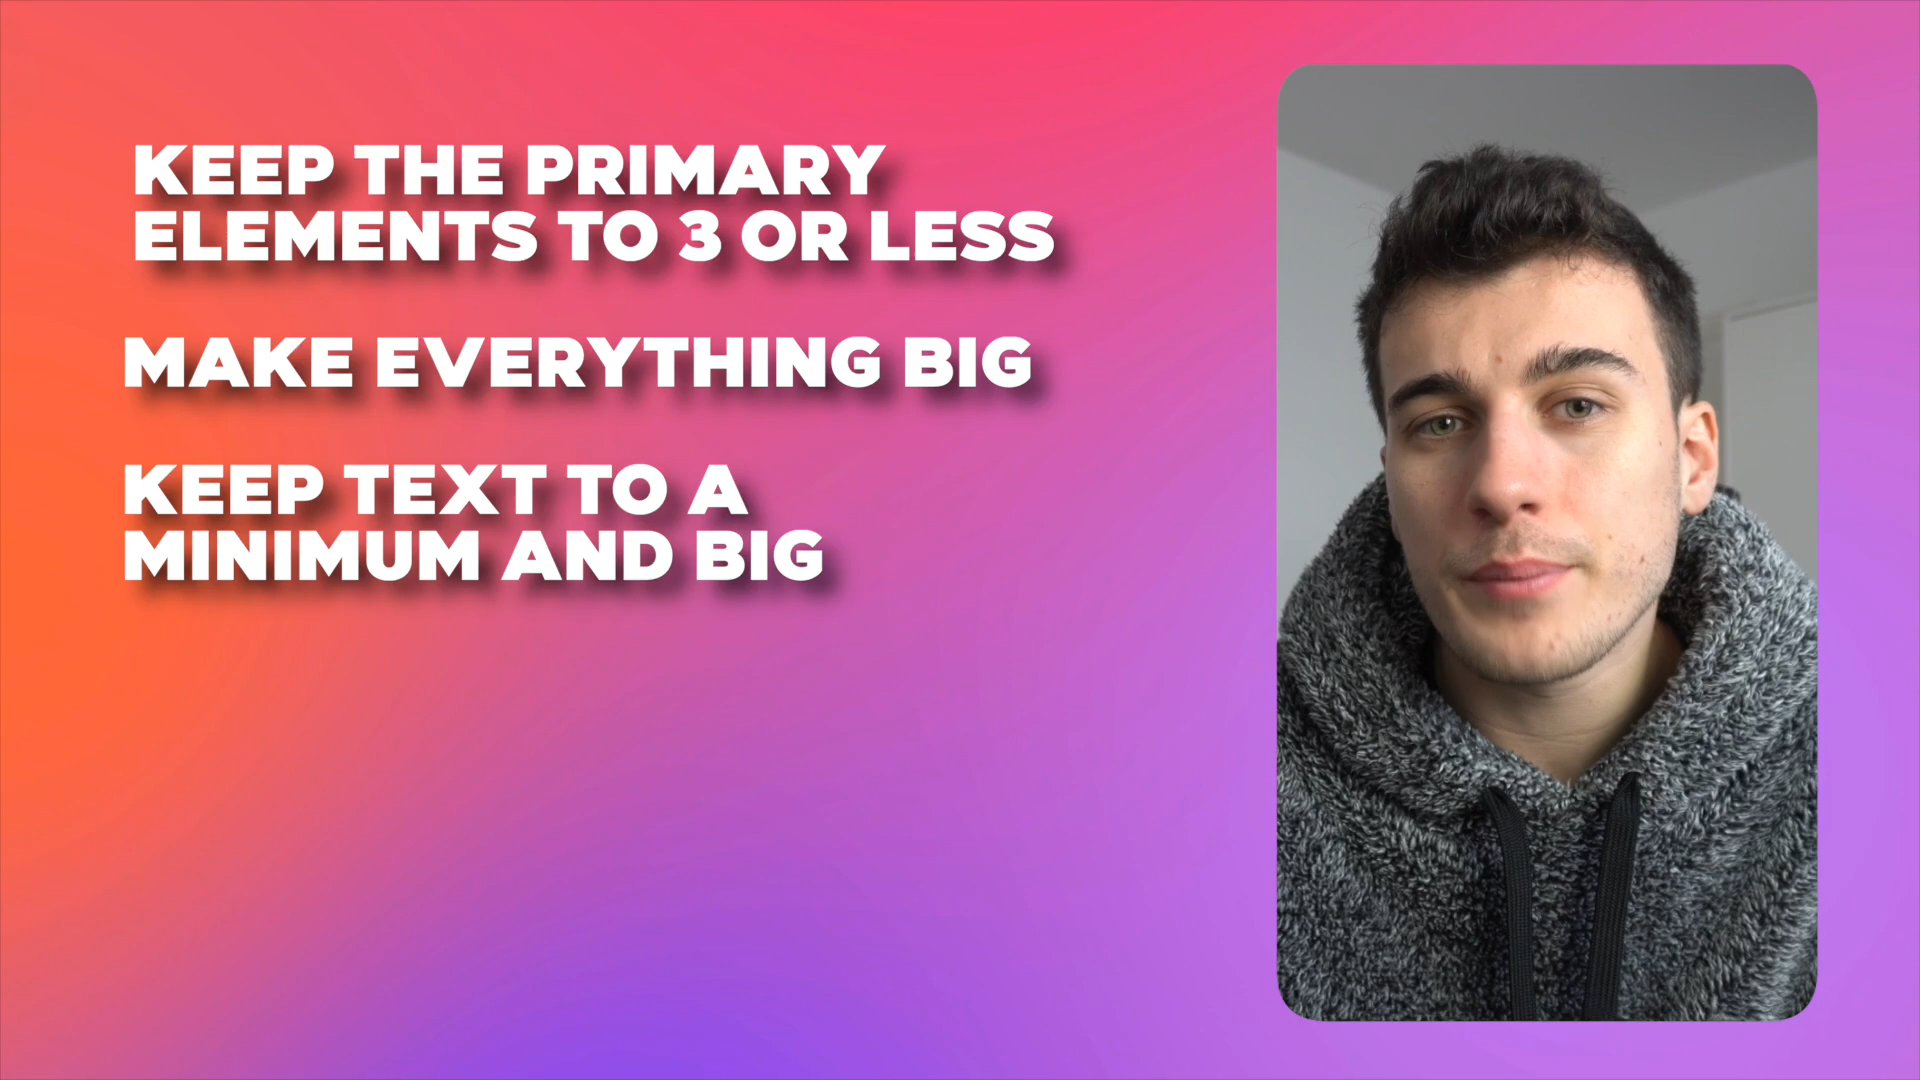 KEEP THE PRIMARY
ELEMENTS TO 3 OR LESS
MAKE EVERYTHING BIG
KEEP TEXT TO A
MINIMUM AND BIG